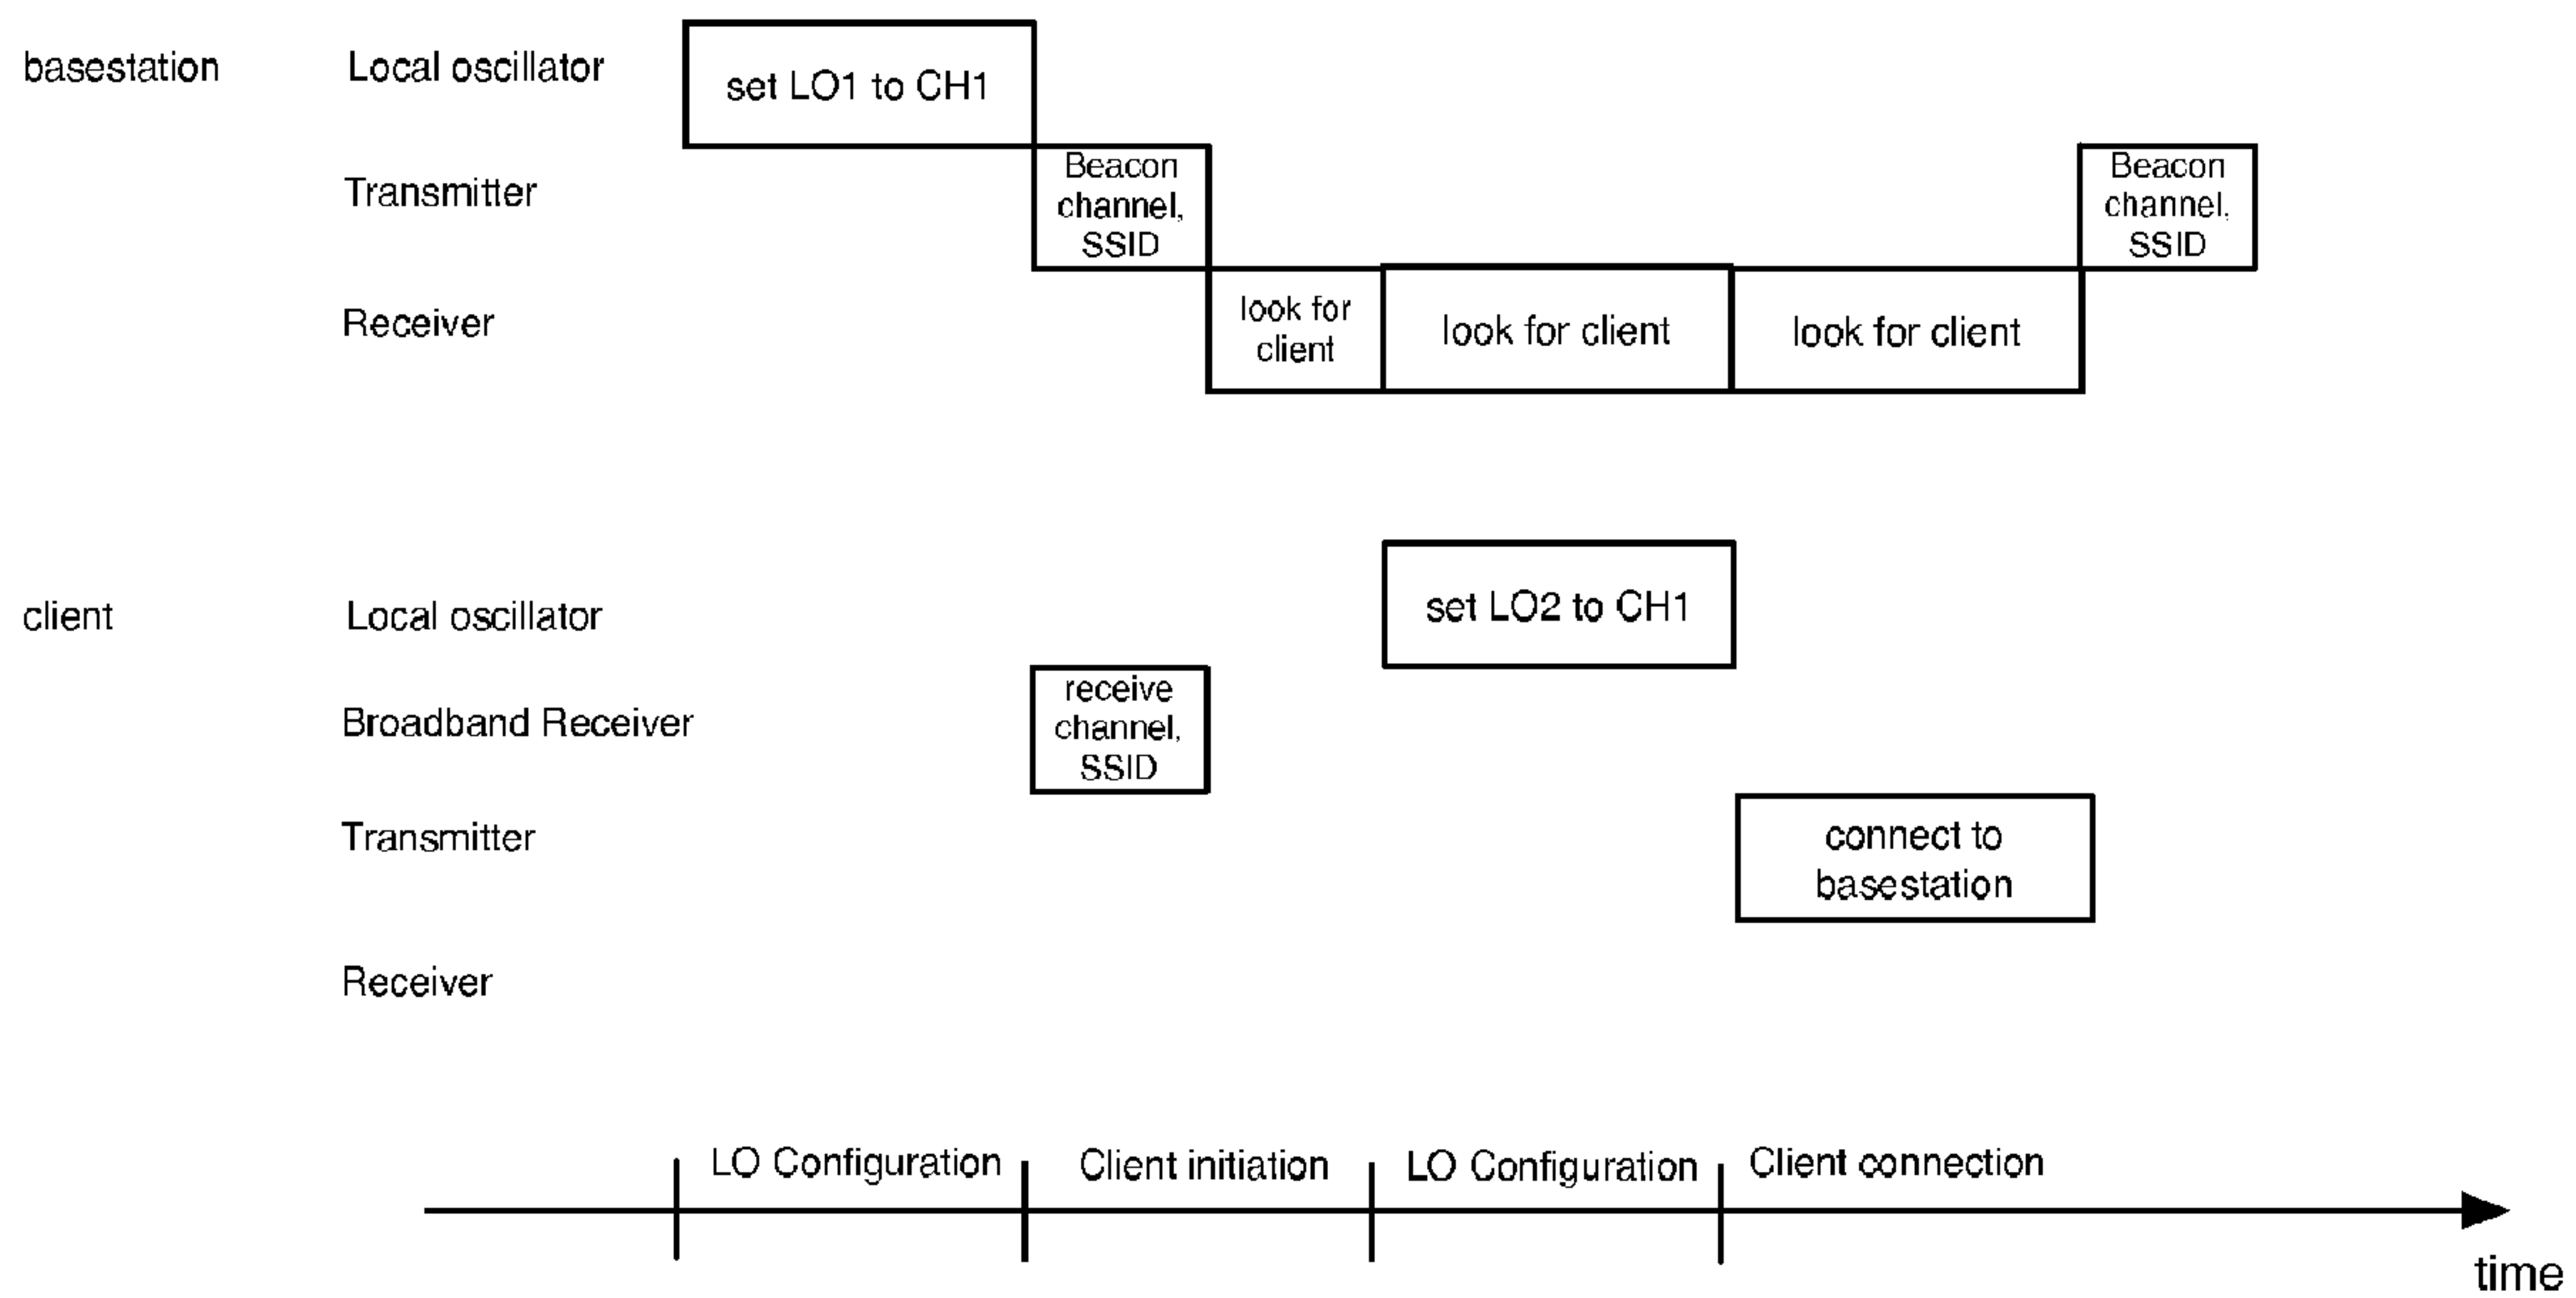 basestation
Local oscillator
set LO1 to CH1
Transmitter
Beacon
channel,
SSID
Beacon
channel,
SSID
Receiver
look for
client
look for client
look for client
client
Local oscillator
set LO2 to CH1
Broadband Receiver
receive
channel,
SSID
Transmitter
connect to
basestation
Receiver
LO Configuration
Client initiation
LO Configuration
Client connection
time